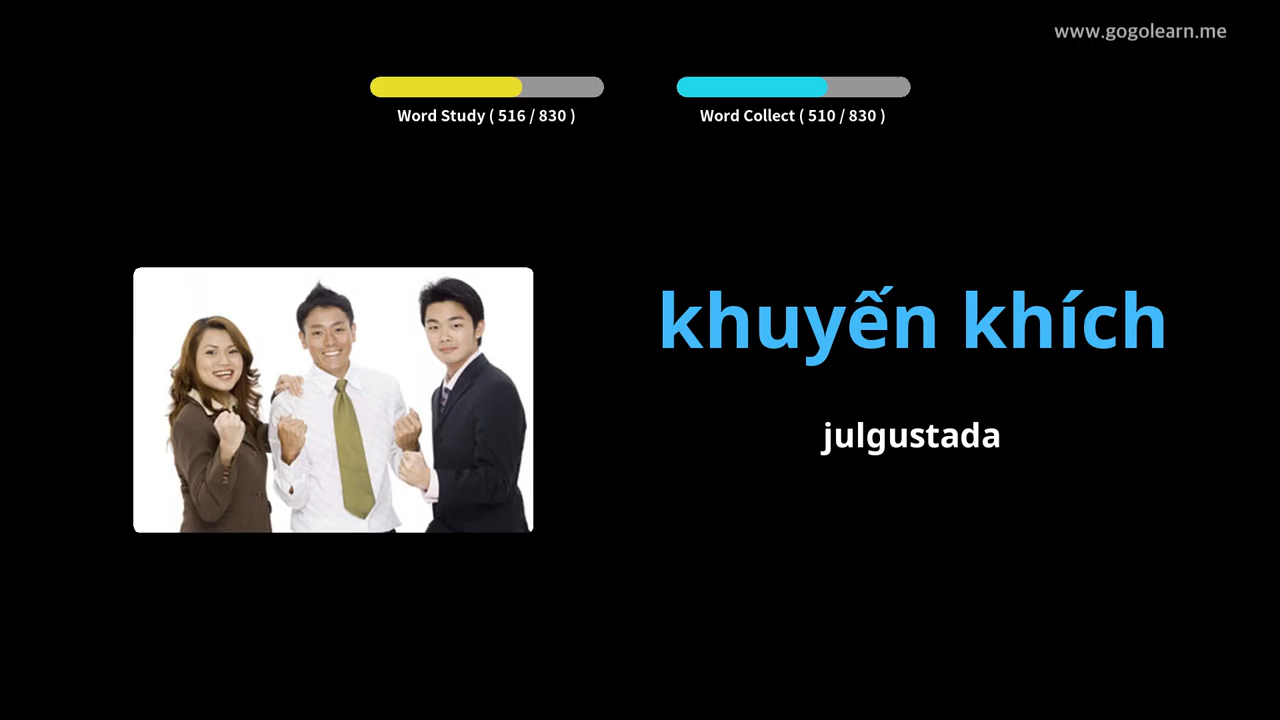 www.gogolearn.me
Word Study ( 516 / 830 )
Word Collect ( 510 / 830 )
khuyến khích
julgustada